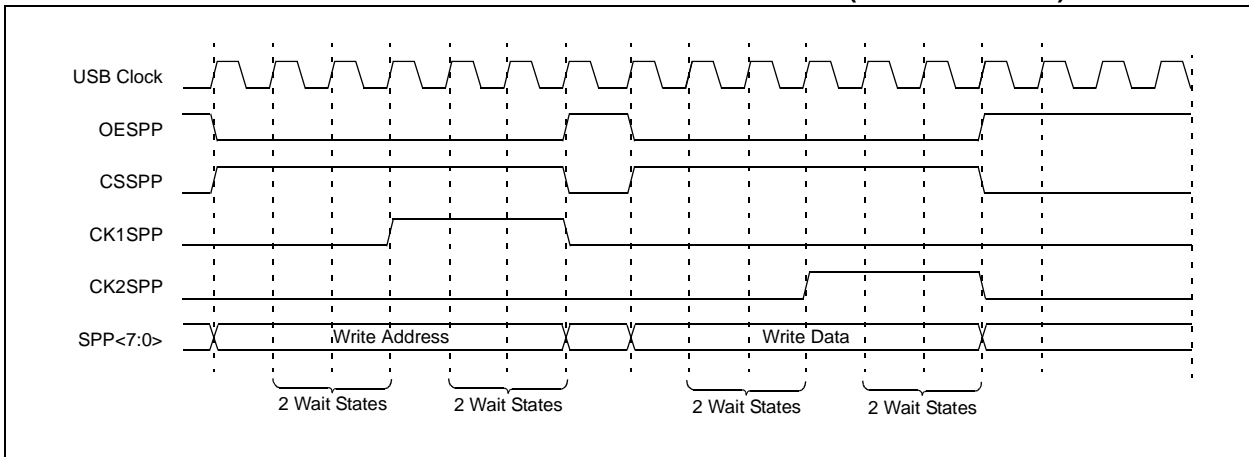 USB Clock
OESPP
CSSPP
CK1SPP
CK2SPP
SPP<7:0>
Write Address
Write Data
2 Wait States
2 Wait States
2 Wait States
2 Wait States